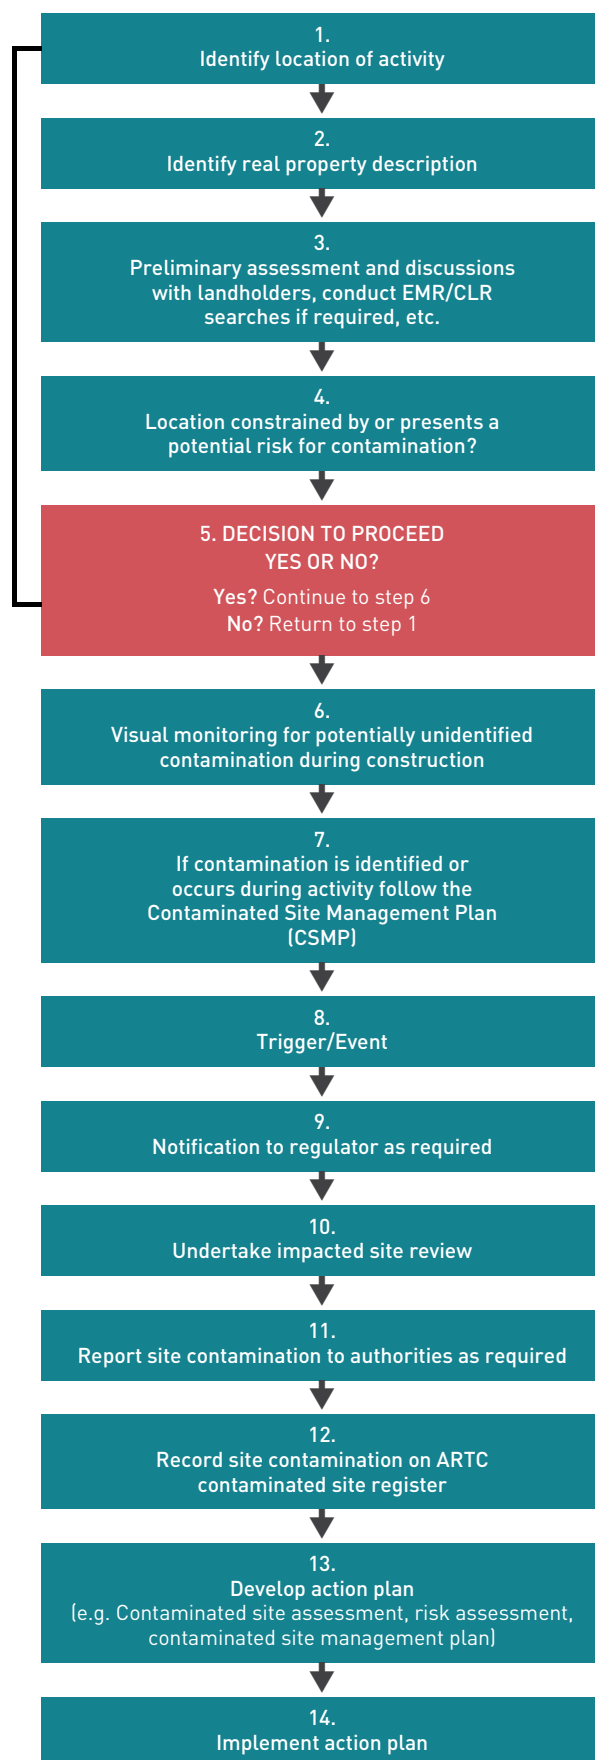 1.
Identify location of activity
2.
Identify real property description
3.
Preliminary assessment and discussions
with landholders, conduct EMR/CLR
searches if required, etc.
4.
Location constrained by or presents a
potential risk for contamination?
5. DECISION TO PROCEED
YES OR NO?
Yes? Continue to step 6
No? Return to step 1
6.
Visual monitoring for potentially unidentified
contamination during construction
7.
If contamination is identified or
occurs during activity follow the
Contaminated Site Management Plan
(CSMP)
8.
Trigger/Event
9.
Notification to regulator as required
10.
Undertake impacted site review
11.
Report site contamination to authorities as required
12.
Record site contamination on ARTC
contaminated site register
13.
Develop action plan
(e.g. Contaminated site assessment, risk assessment,
contaminated site management plan)
14.
Implement action plan